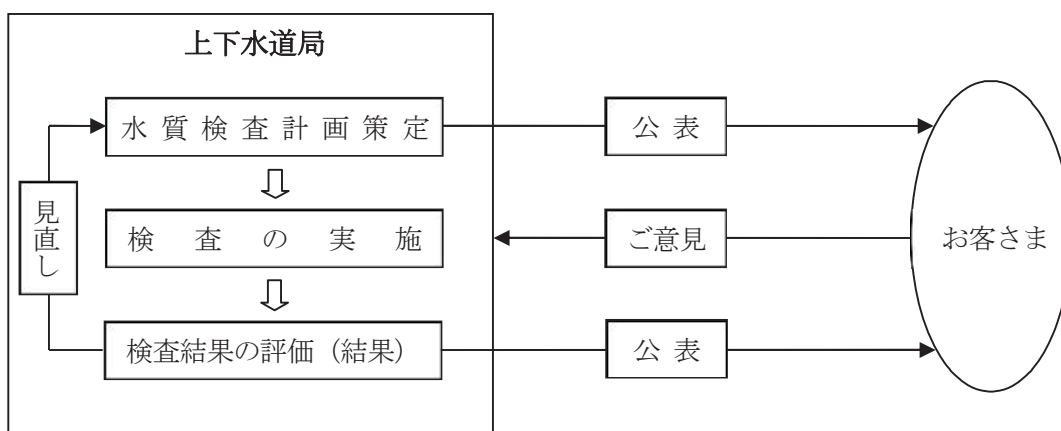 上下水道局
水質検査計画策定
公表
見直し
検査の実施
ご意見
お客さま
検査結果の評価（結果）
公表